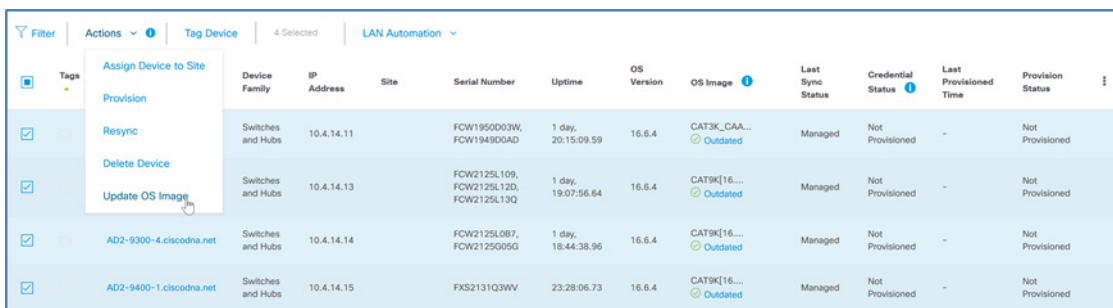 Filter Actions Tag Device 4 Selected LAN Automation
Tags Device Family IP Address Site Serial Number Uptime OS Version OS Image Last Sync Status Credential Status Last Provisioned Time Provision Status
Assign Device to Site
Provision
Resync
Delete Device
Update OS Image
Switches and Hubs 10.4.14.11 FCW1950D03W, FCW1949D0AD 1 day, 20:15:09.59 16.6.4 CAT3K_CAA... Outdated Managed Not Provisioned - Not Provisioned
Switches and Hubs 10.4.14.13 FCW2125L109, FCW2125L12D, FCW2125L13Q 1 day, 19:07:56.64 16.6.4 CAT9K[16.... Outdated Managed Not Provisioned - Not Provisioned
AD2-9300-4.ciscodna.net Switches and Hubs 10.4.14.14 FCW2125L0B7, FCW2125G05G 1 day, 18:44:38.96 16.6.4 CAT9K[16.... Outdated Managed Not Provisioned - Not Provisioned
AD2-9400-1.ciscodna.net Switches and Hubs 10.4.14.15 FXS2131Q3WV 23:28:06.73 16.6.4 CAT9K[16.... Outdated Managed Not Provisioned - Not Provisioned